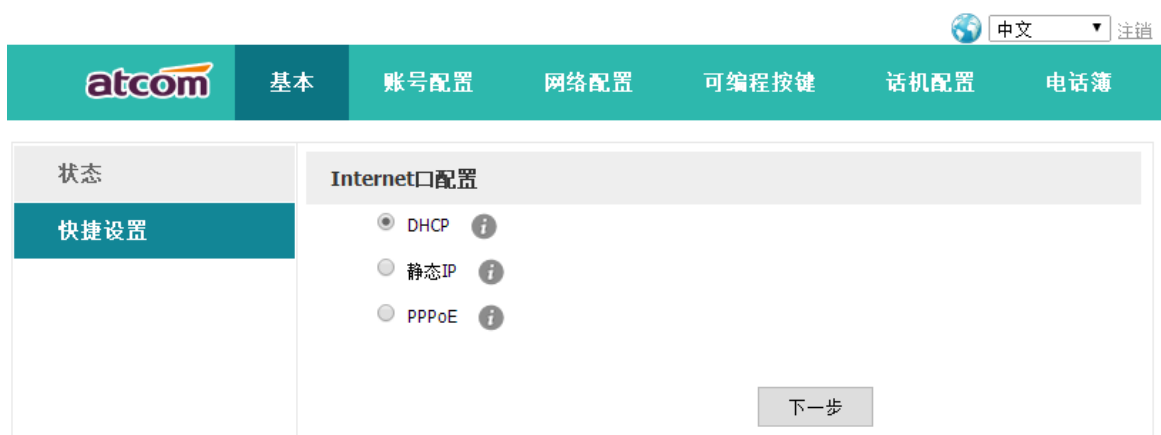 中文 注销
atcom 基本 账号配置 网络配置 可编程按键 话机配置 电话薄
状态
Internet口配置
快捷设置
DHCP
静态IP
PPPoE
下一步